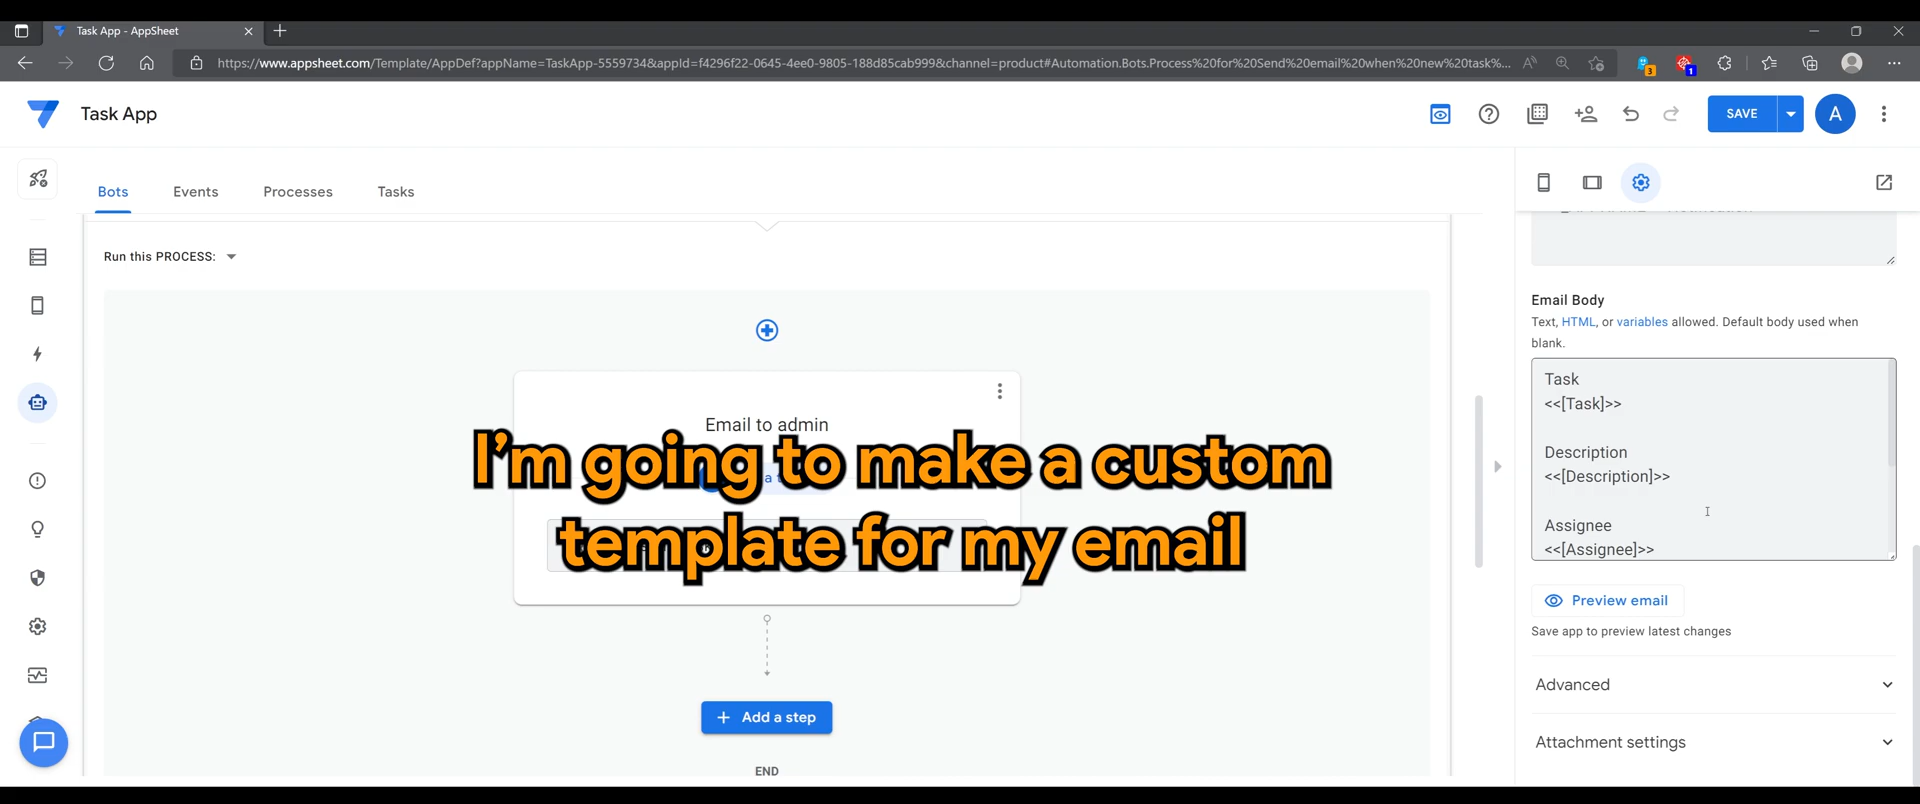 Task App - AppSheet
https://www.appsheet.com/Template/AppDef?appName=TaskApp-5559734&appId=f4296f22-0645-4ee0-9805-188d85cab999&channel=product#Automation.Bots.Process%20for%20Send%20email%20when%20new%20task%...
3
1
Task App
SAVE
A
Bots
Events
Processes
Tasks
Run this PROCESS:
Email to admin
I'm going to make a custom
template for my email
Add a step
END
Email Body
Text, HTML, or variables allowed. Default body used when
blank.
Task
<<[Task]>>
Description
<<[Description]>>
Assignee
<<[Assignee]>>
Preview email
Save app to preview latest changes
Advanced
Attachment settings